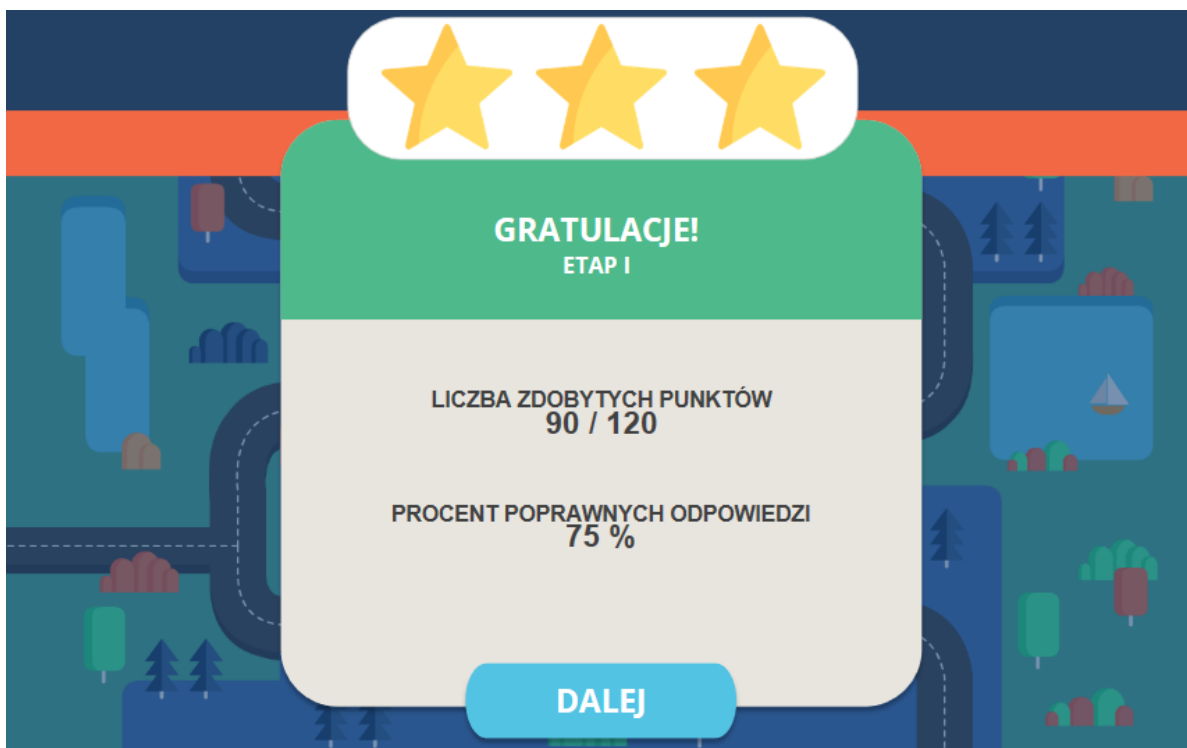 GRATULACJE!
ETAP I
LICZBA ZDOBYTYCH PUNKTÓW
90 / 120
PROCENT POPRAWNYCH ODPOWIEDZI
75 %
DALEJ